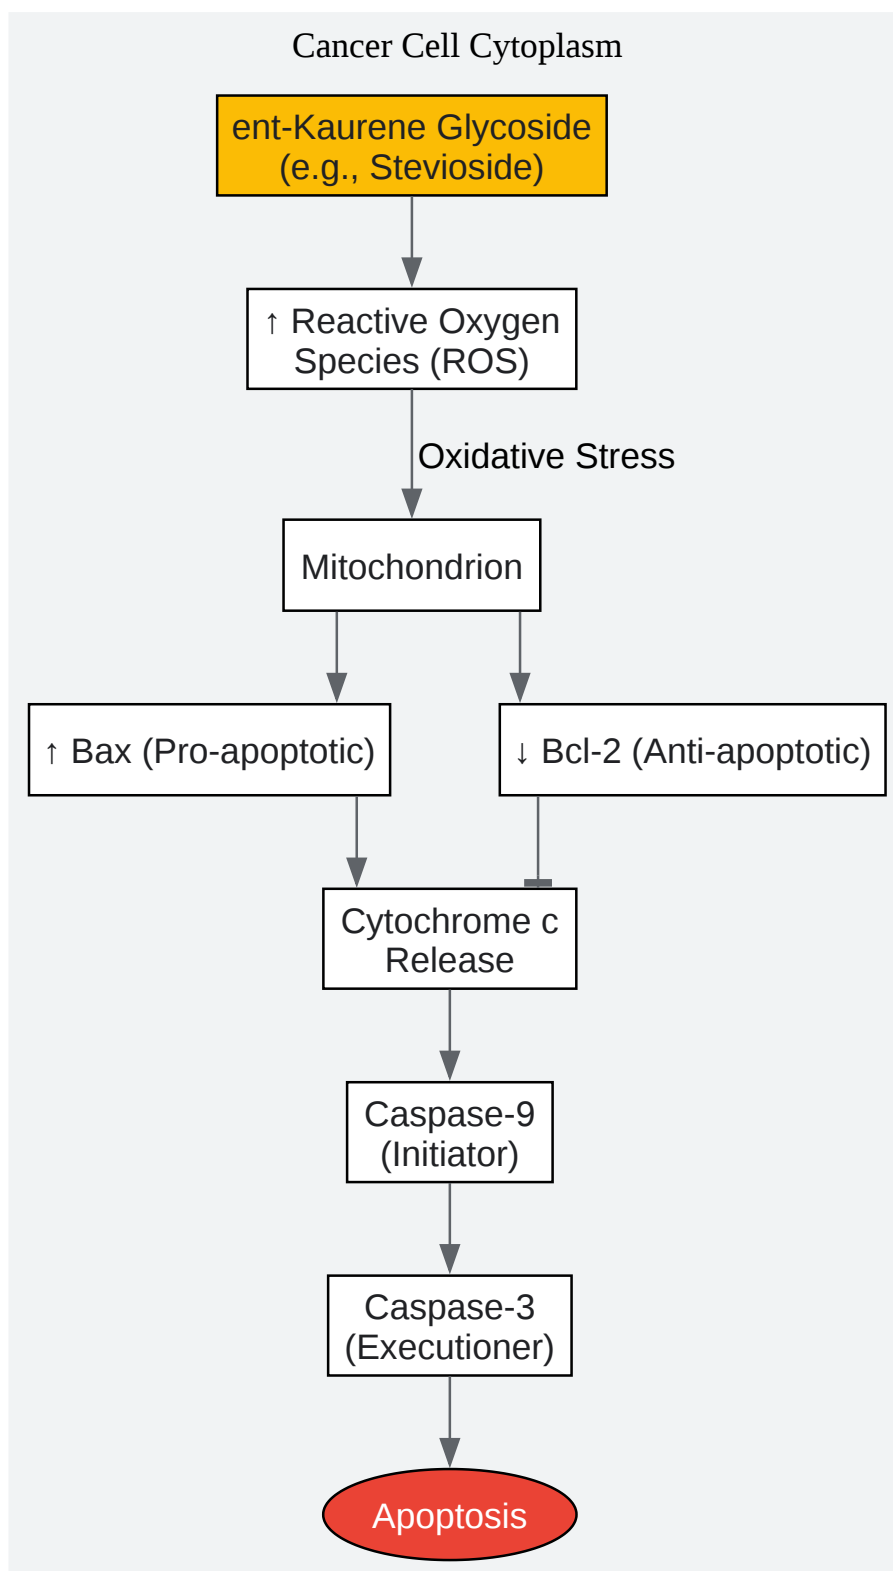 Cancer Cell Cytoplasm
ent-Kaurene Glycoside
(e.g., Stevioside)
↑ Reactive Oxygen
Species (ROS)
Oxidative Stress
Mitochondrion
↑ Bax (Pro-apoptotic)
↓ Bcl-2 (Anti-apoptotic)
Cytochrome c
Release
Caspase-9
(Initiator)
Caspase-3
(Executioner)
Apoptosis